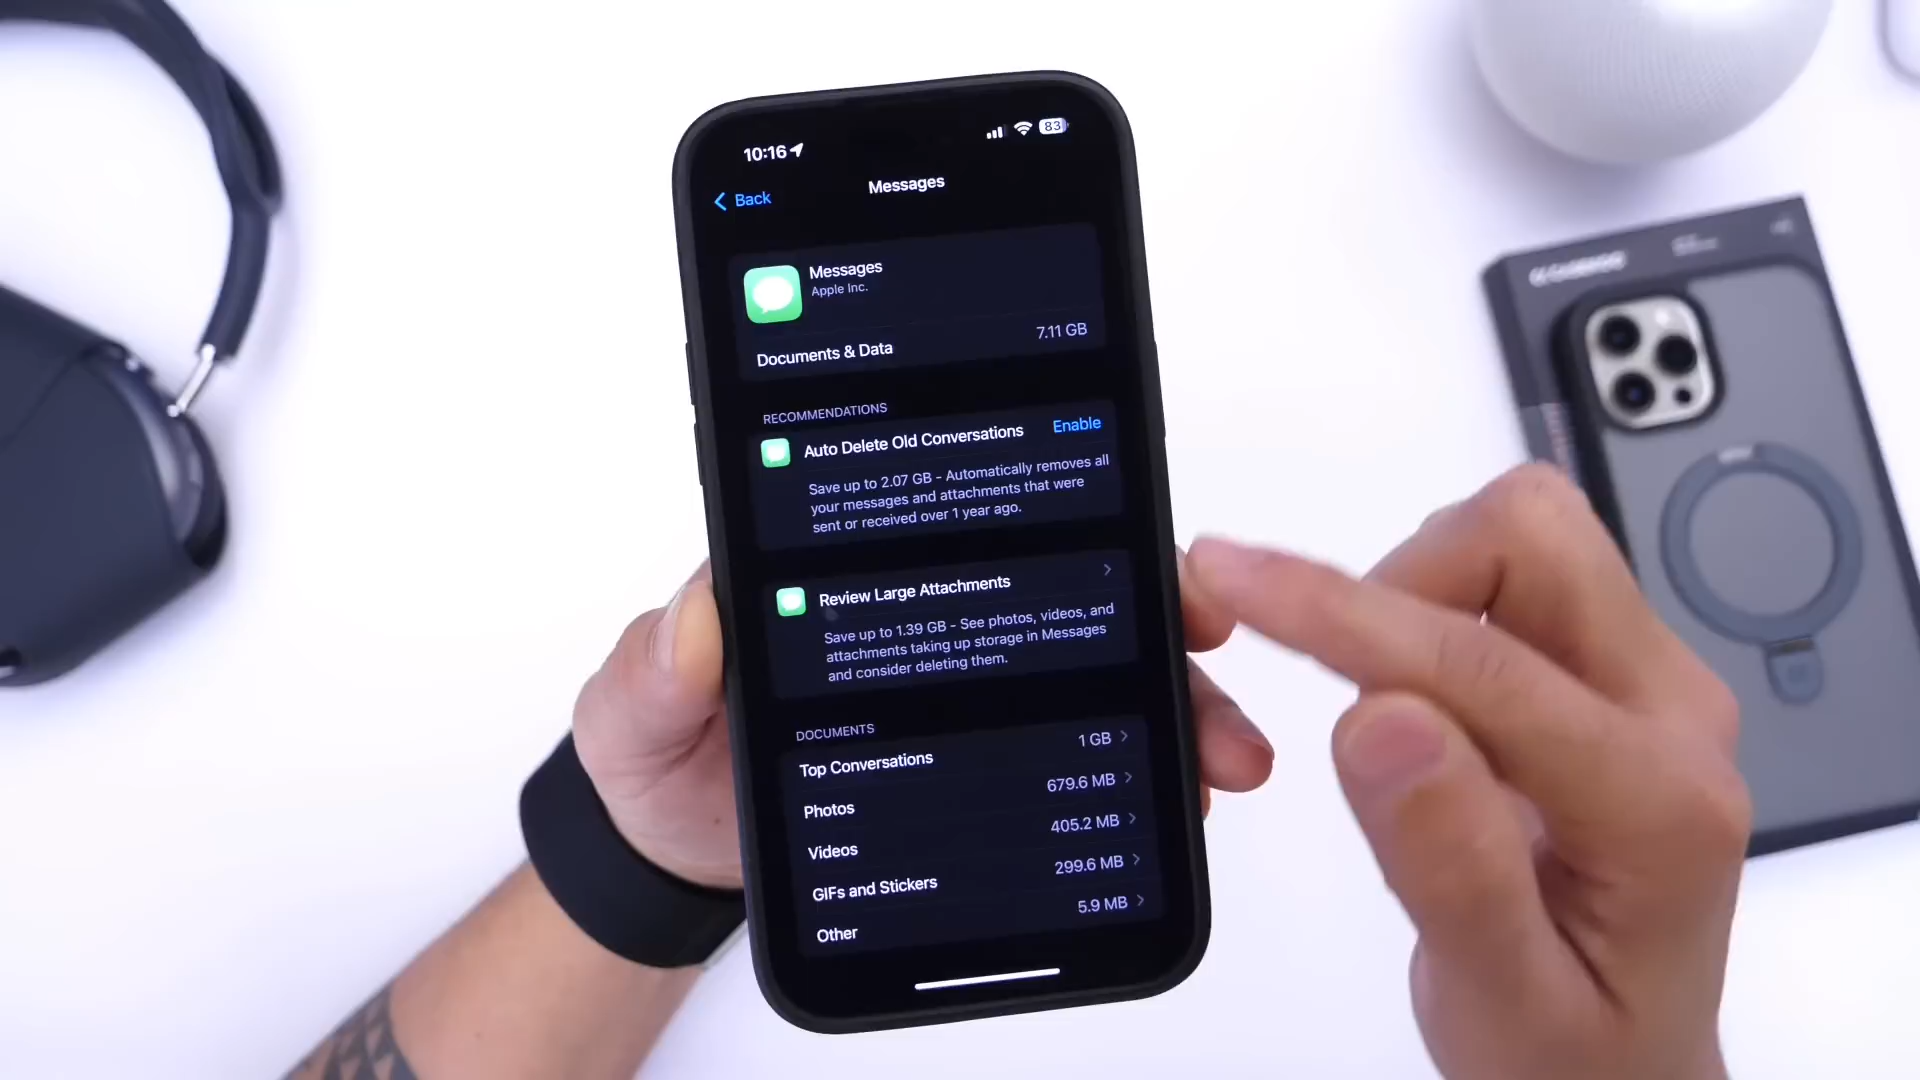 10:16
83
Back
Messages
Messages
Apple Inc.
Documents & Data 7.11 GB
RECOMMENDATIONS
Auto Delete Old Conversations Enable
Save up to 2.07 GB - Automatically removes all
your messages and attachments that were
sent or received over 1 year ago.
Review Large Attachments
Save up to 1.39 GB - See photos, videos, and
attachments taking up storage in Messages
and consider deleting them.
DOCUMENTS
Top Conversations 1 GB
Photos 679.6 MB
Videos 405.2 MB
GIFs and Stickers 299.6 MB
Other 5.9 MB